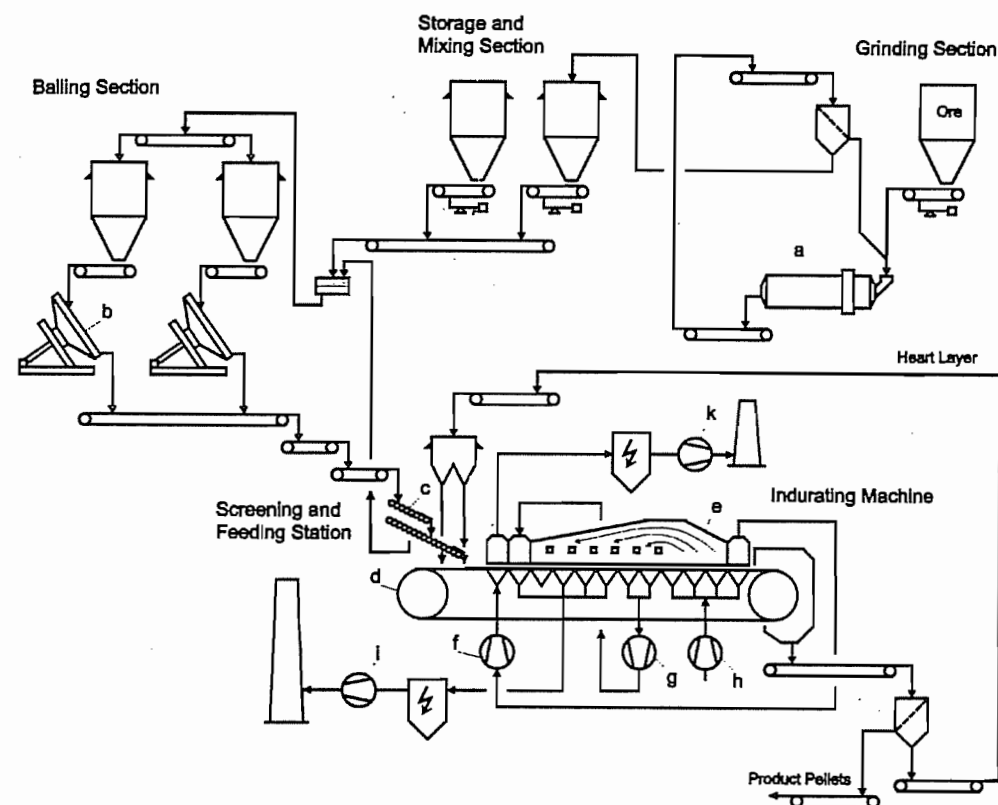 Storage and
Mixing Section
Grinding Section
Balling Section
Ore
a
b
Heart Layer
k
c
Screening and
Feeding Station
e
Indurating Machine
d
f
g
h
i
Product Pellets